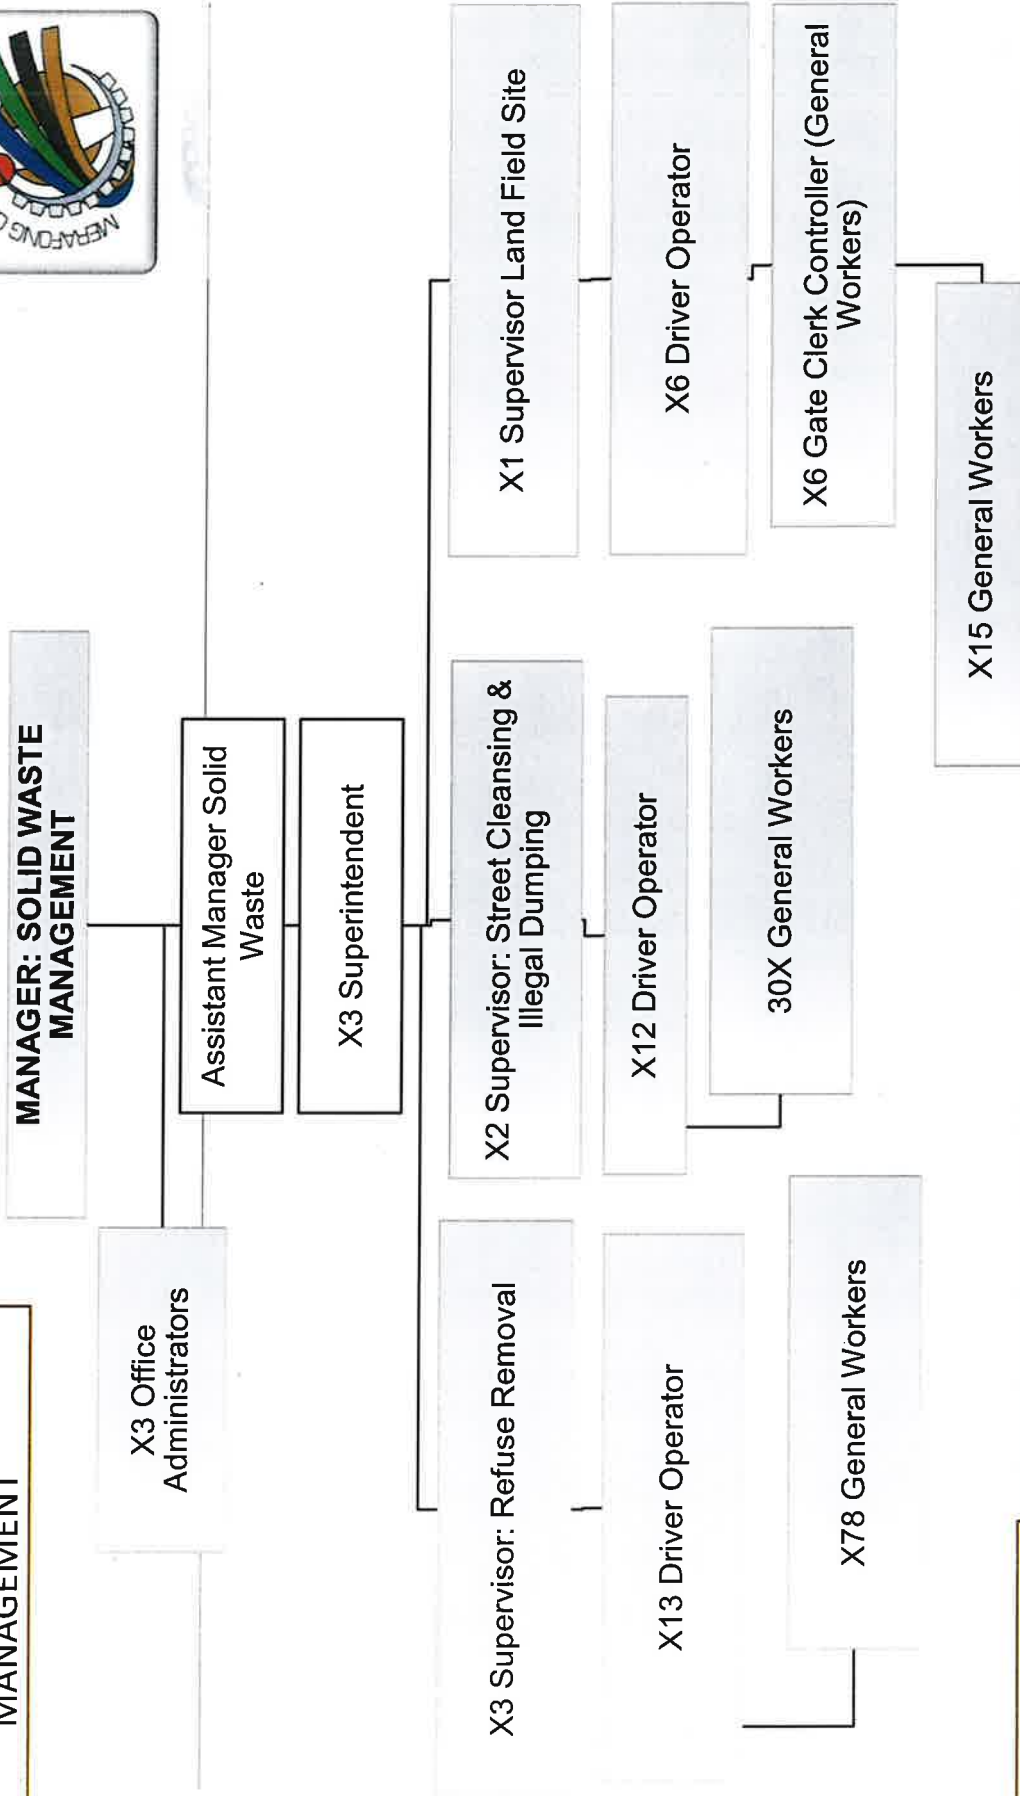 MANAGEMENT
MERAFONG
MANAGER: SOLID WASTE
MANAGEMENT
X3 Office
Administrators
Assistant Manager Solid
Waste
X3 Superintendent
X3 Supervisor: Refuse Removal
X13 Driver Operator
X78 General Workers
X2 Supervisor: Street Cleansing &
Illegal Dumping
X12 Driver Operator
30X General Workers
X1 Supervisor Land Field Site
X6 Driver Operator
X6 Gate Clerk Controller (General
Workers)
X15 General Workers